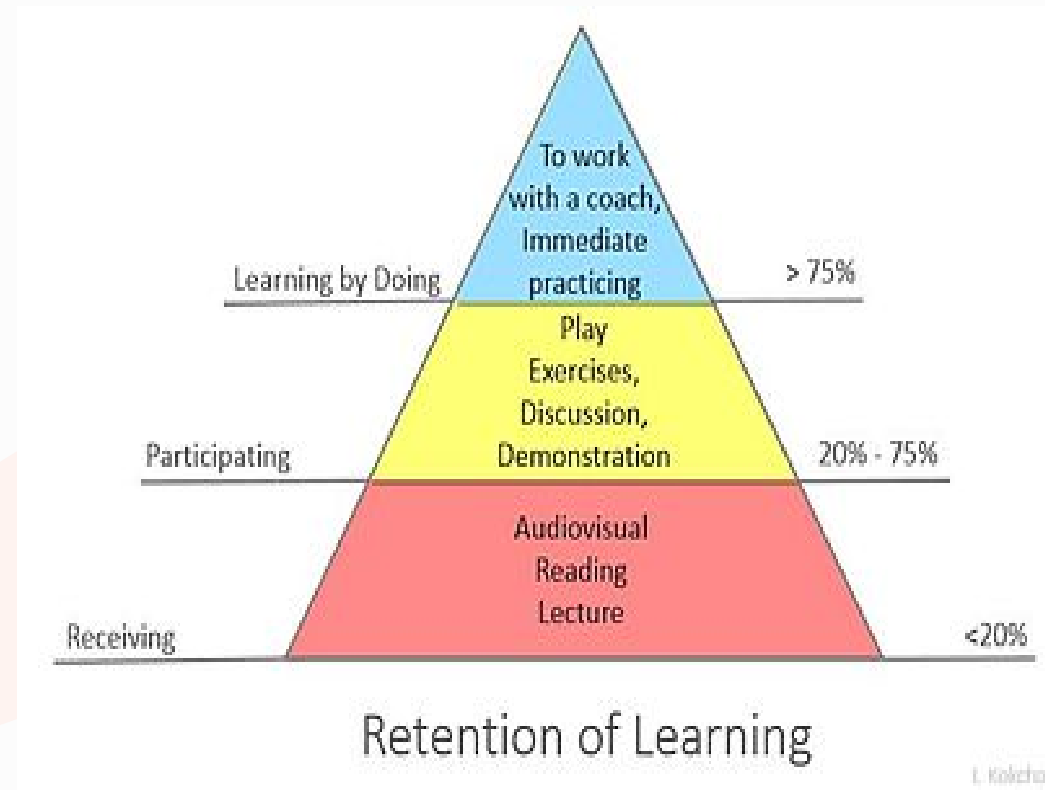 To work
with a coach,
Immediate
practicing
Learning by Doing
> 75%
Play
Exercises,
Discussion,
Demonstration
Participating
20% - 75%
Audiovisual
Reading
Lecture
Receiving
<20%
Retention of Learning